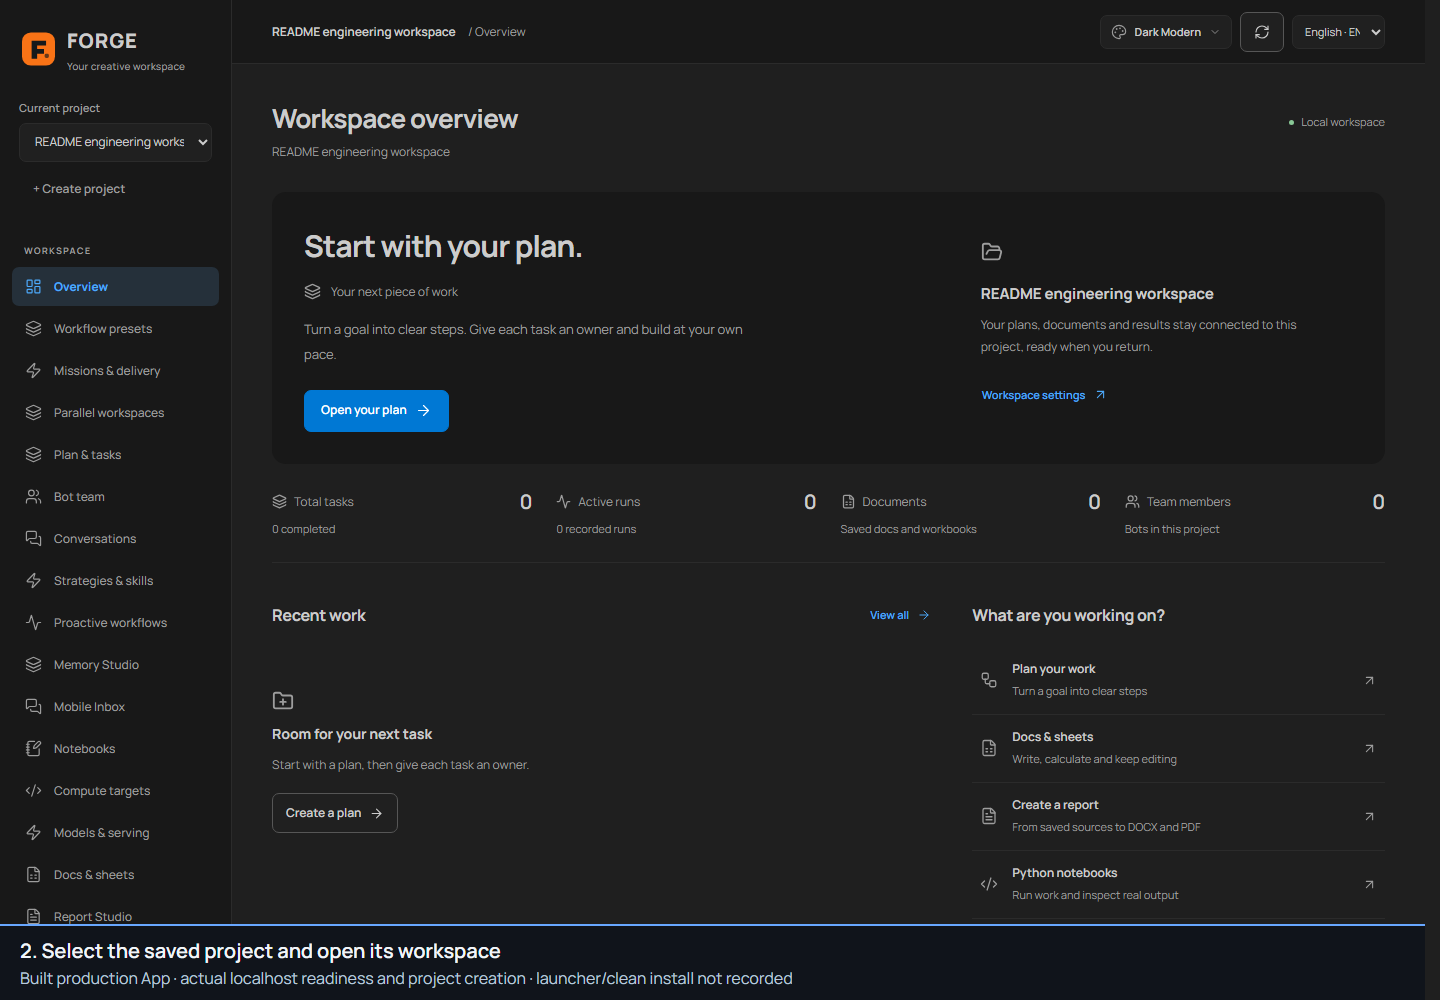 FORGE
Your creative workspace
Current project
README engineering works
+ Create project
WORKSPACE
Overview
Workflow presets
Missions & delivery
Parallel workspaces
Plan & tasks
Bot team
Conversations
Strategies & skills
Proactive workflows
Memory Studio
Mobile Inbox
Notebooks
Compute targets
Models & serving
Docs & sheets
Report Studio
README engineering workspace / Overview
Dark Modern
English · EN
Workspace overview
Local workspace
README engineering workspace
Start with your plan.
Your next piece of work
Turn a goal into clear steps. Give each task an owner and build at your own
pace.
Open your plan
README engineering workspace
Your plans, documents and results stay connected to this
project, ready when you return.
Workspace settings
Total tasks 0
0 completed
Active runs 0
0 recorded runs
Documents 0
Saved docs and workbooks
Team members 0
Bots in this project
Recent work
View all
Room for your next task
Start with a plan, then give each task an owner.
Create a plan
What are you working on?
Plan your work
Turn a goal into clear steps
Docs & sheets
Write, calculate and keep editing
Create a report
From saved sources to DOCX and PDF
Python notebooks
Run work and inspect real output
2. Select the saved project and open its workspace
Built production App · actual localhost readiness and project creation · launcher/clean install not recorded